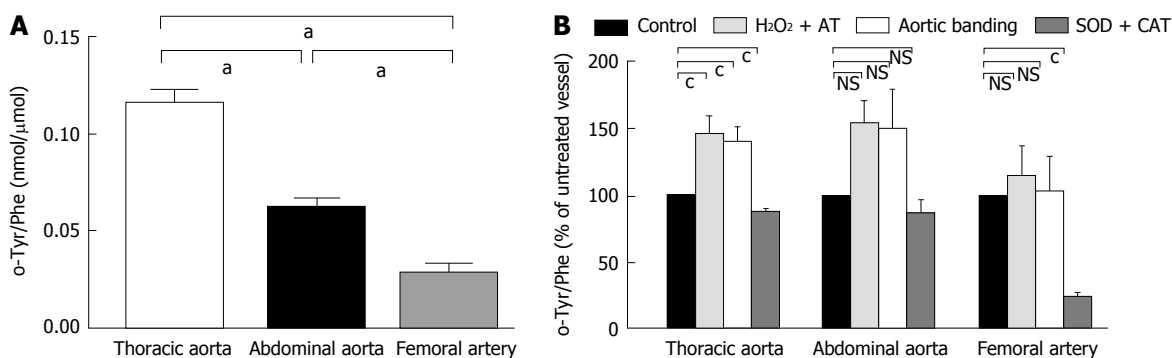 A
0.15
0.10
0.05
0.00
o-Tyr/Phe (nmol/μmol)
a
a
a
Thoracic aorta Abdominal aorta Femoral artery
B
Control H₂O₂ + AT Aortic banding SOD + CAT
200
150
100
50
0
o-Tyr/Phe (% of untreated vessel)
c
c
c
NS
NS
NS
c
NS
NS
Thoracic aorta Abdominal aorta Femoral artery